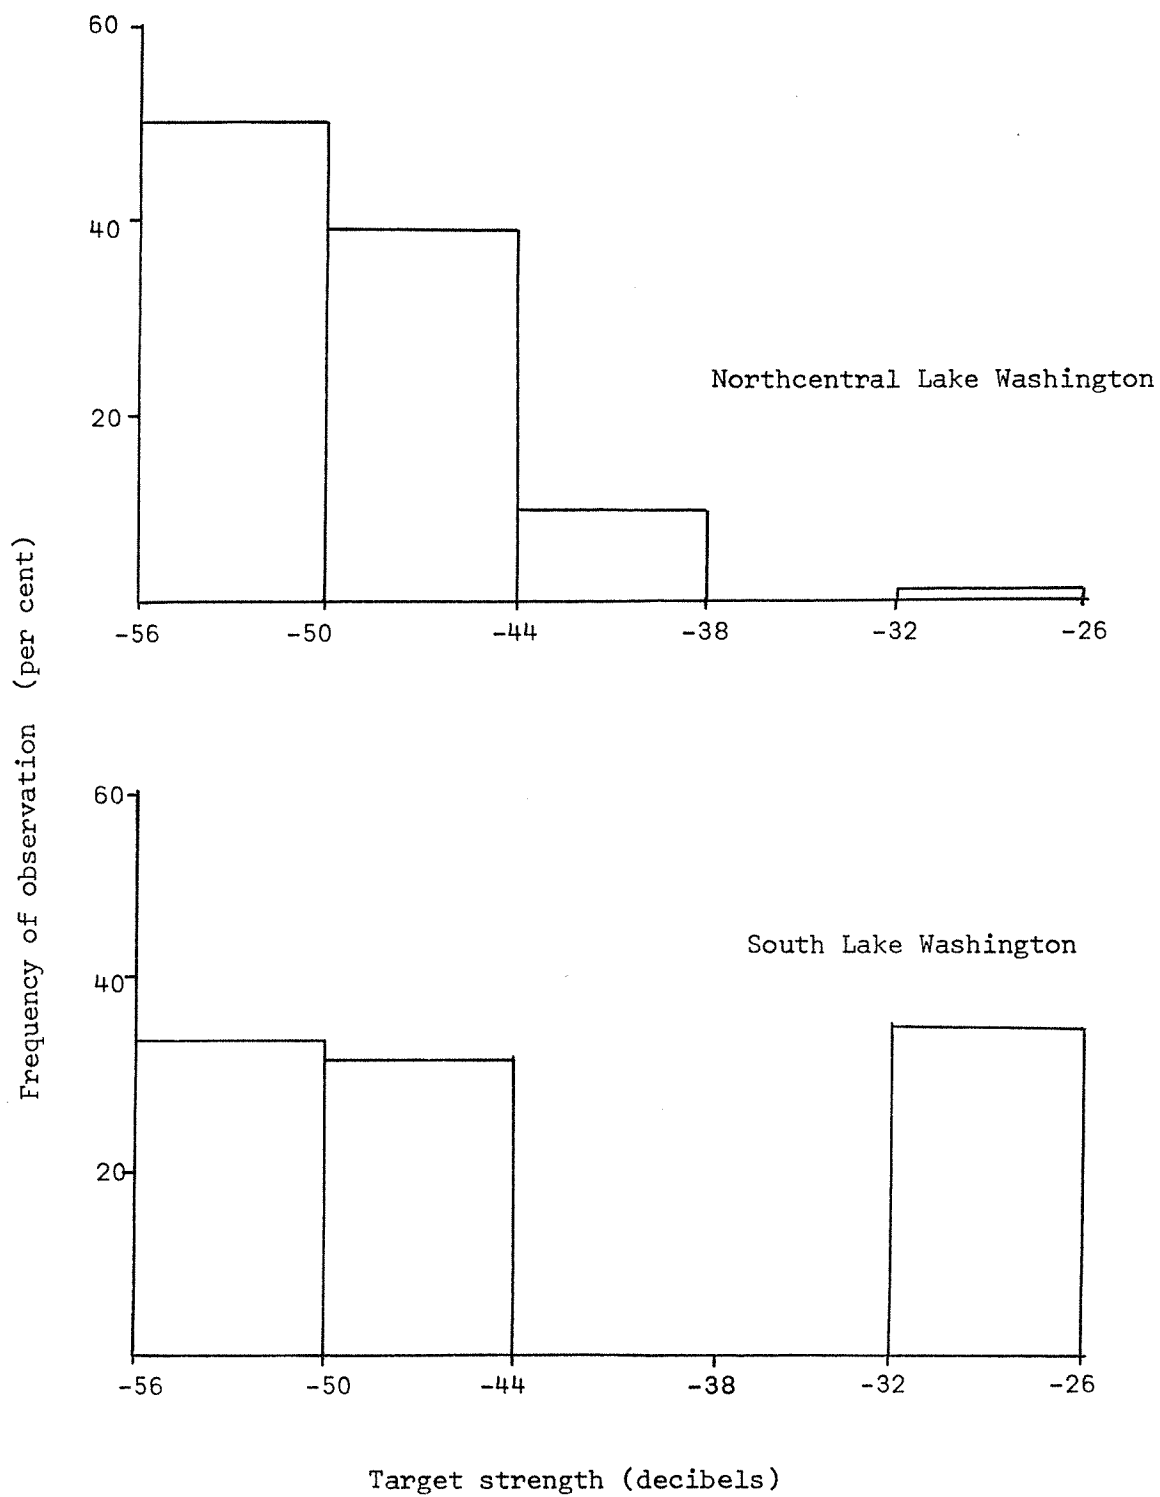 60
40
20
Northcentral Lake Washington
-56 -50 -44 -38 -32 -26
Frequency of observation (per cent)
60
40
20
South Lake Washington
-56 -50 -44 -38 -32 -26
Target strength (decibels)